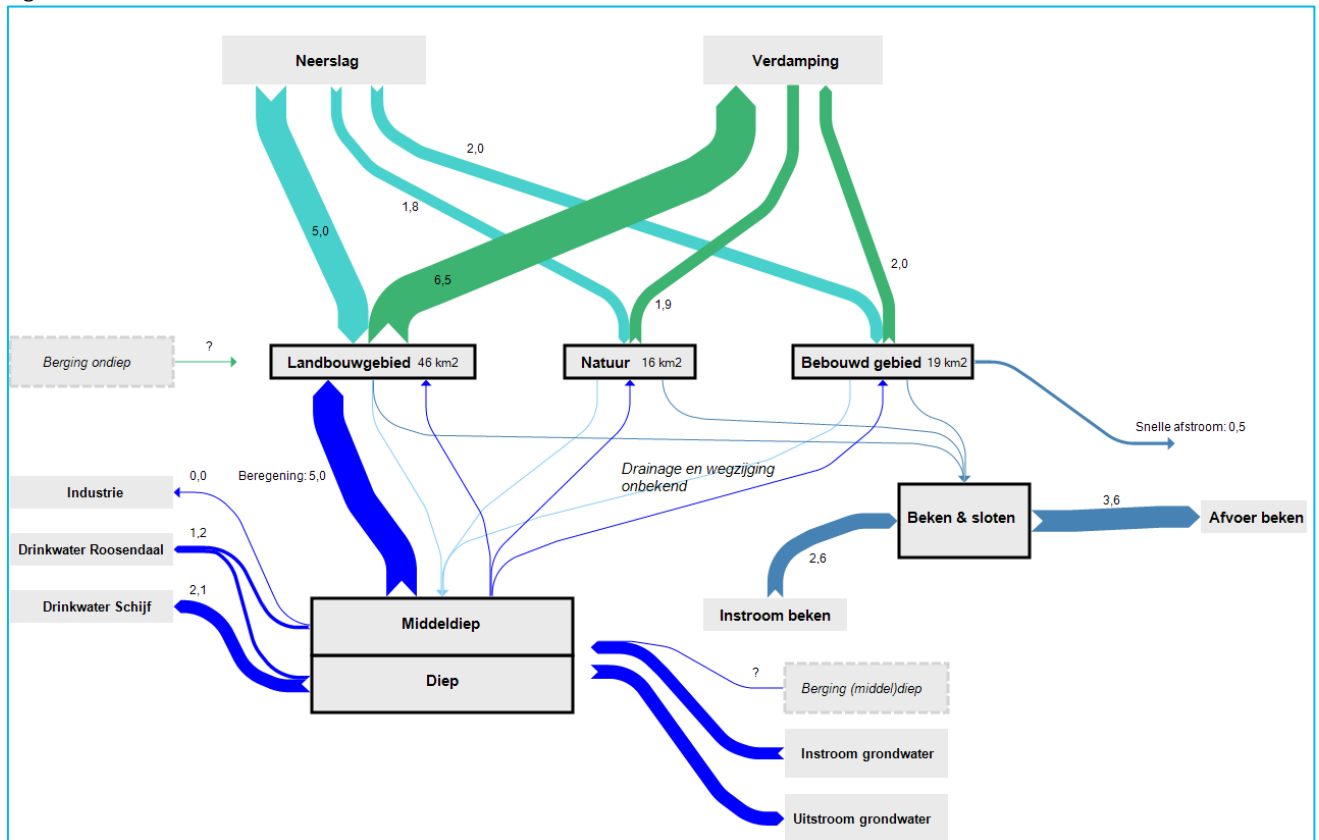 Neerslag
Verdamping
2,0
1,8
5,0
6,5
1,9
2,0
?
Berging ondiep
Landbouwgebied 46 km2
Natuur 16 km2
Bebouwd gebied 19 km2
Snelle afstroom: 0,5
Drainage en wegzijging
onbekend
0,0
Beregening: 5,0
Industrie
1,2
Drinkwater Roosendaal
2,1
Drinkwater Schijf
Beken & sloten
3,6
Afvoer beken
2,6
Instroom beken
Middeldiep
Diep
?
Berging (middel)diep
Instroom grondwater
Uitstroom grondwater